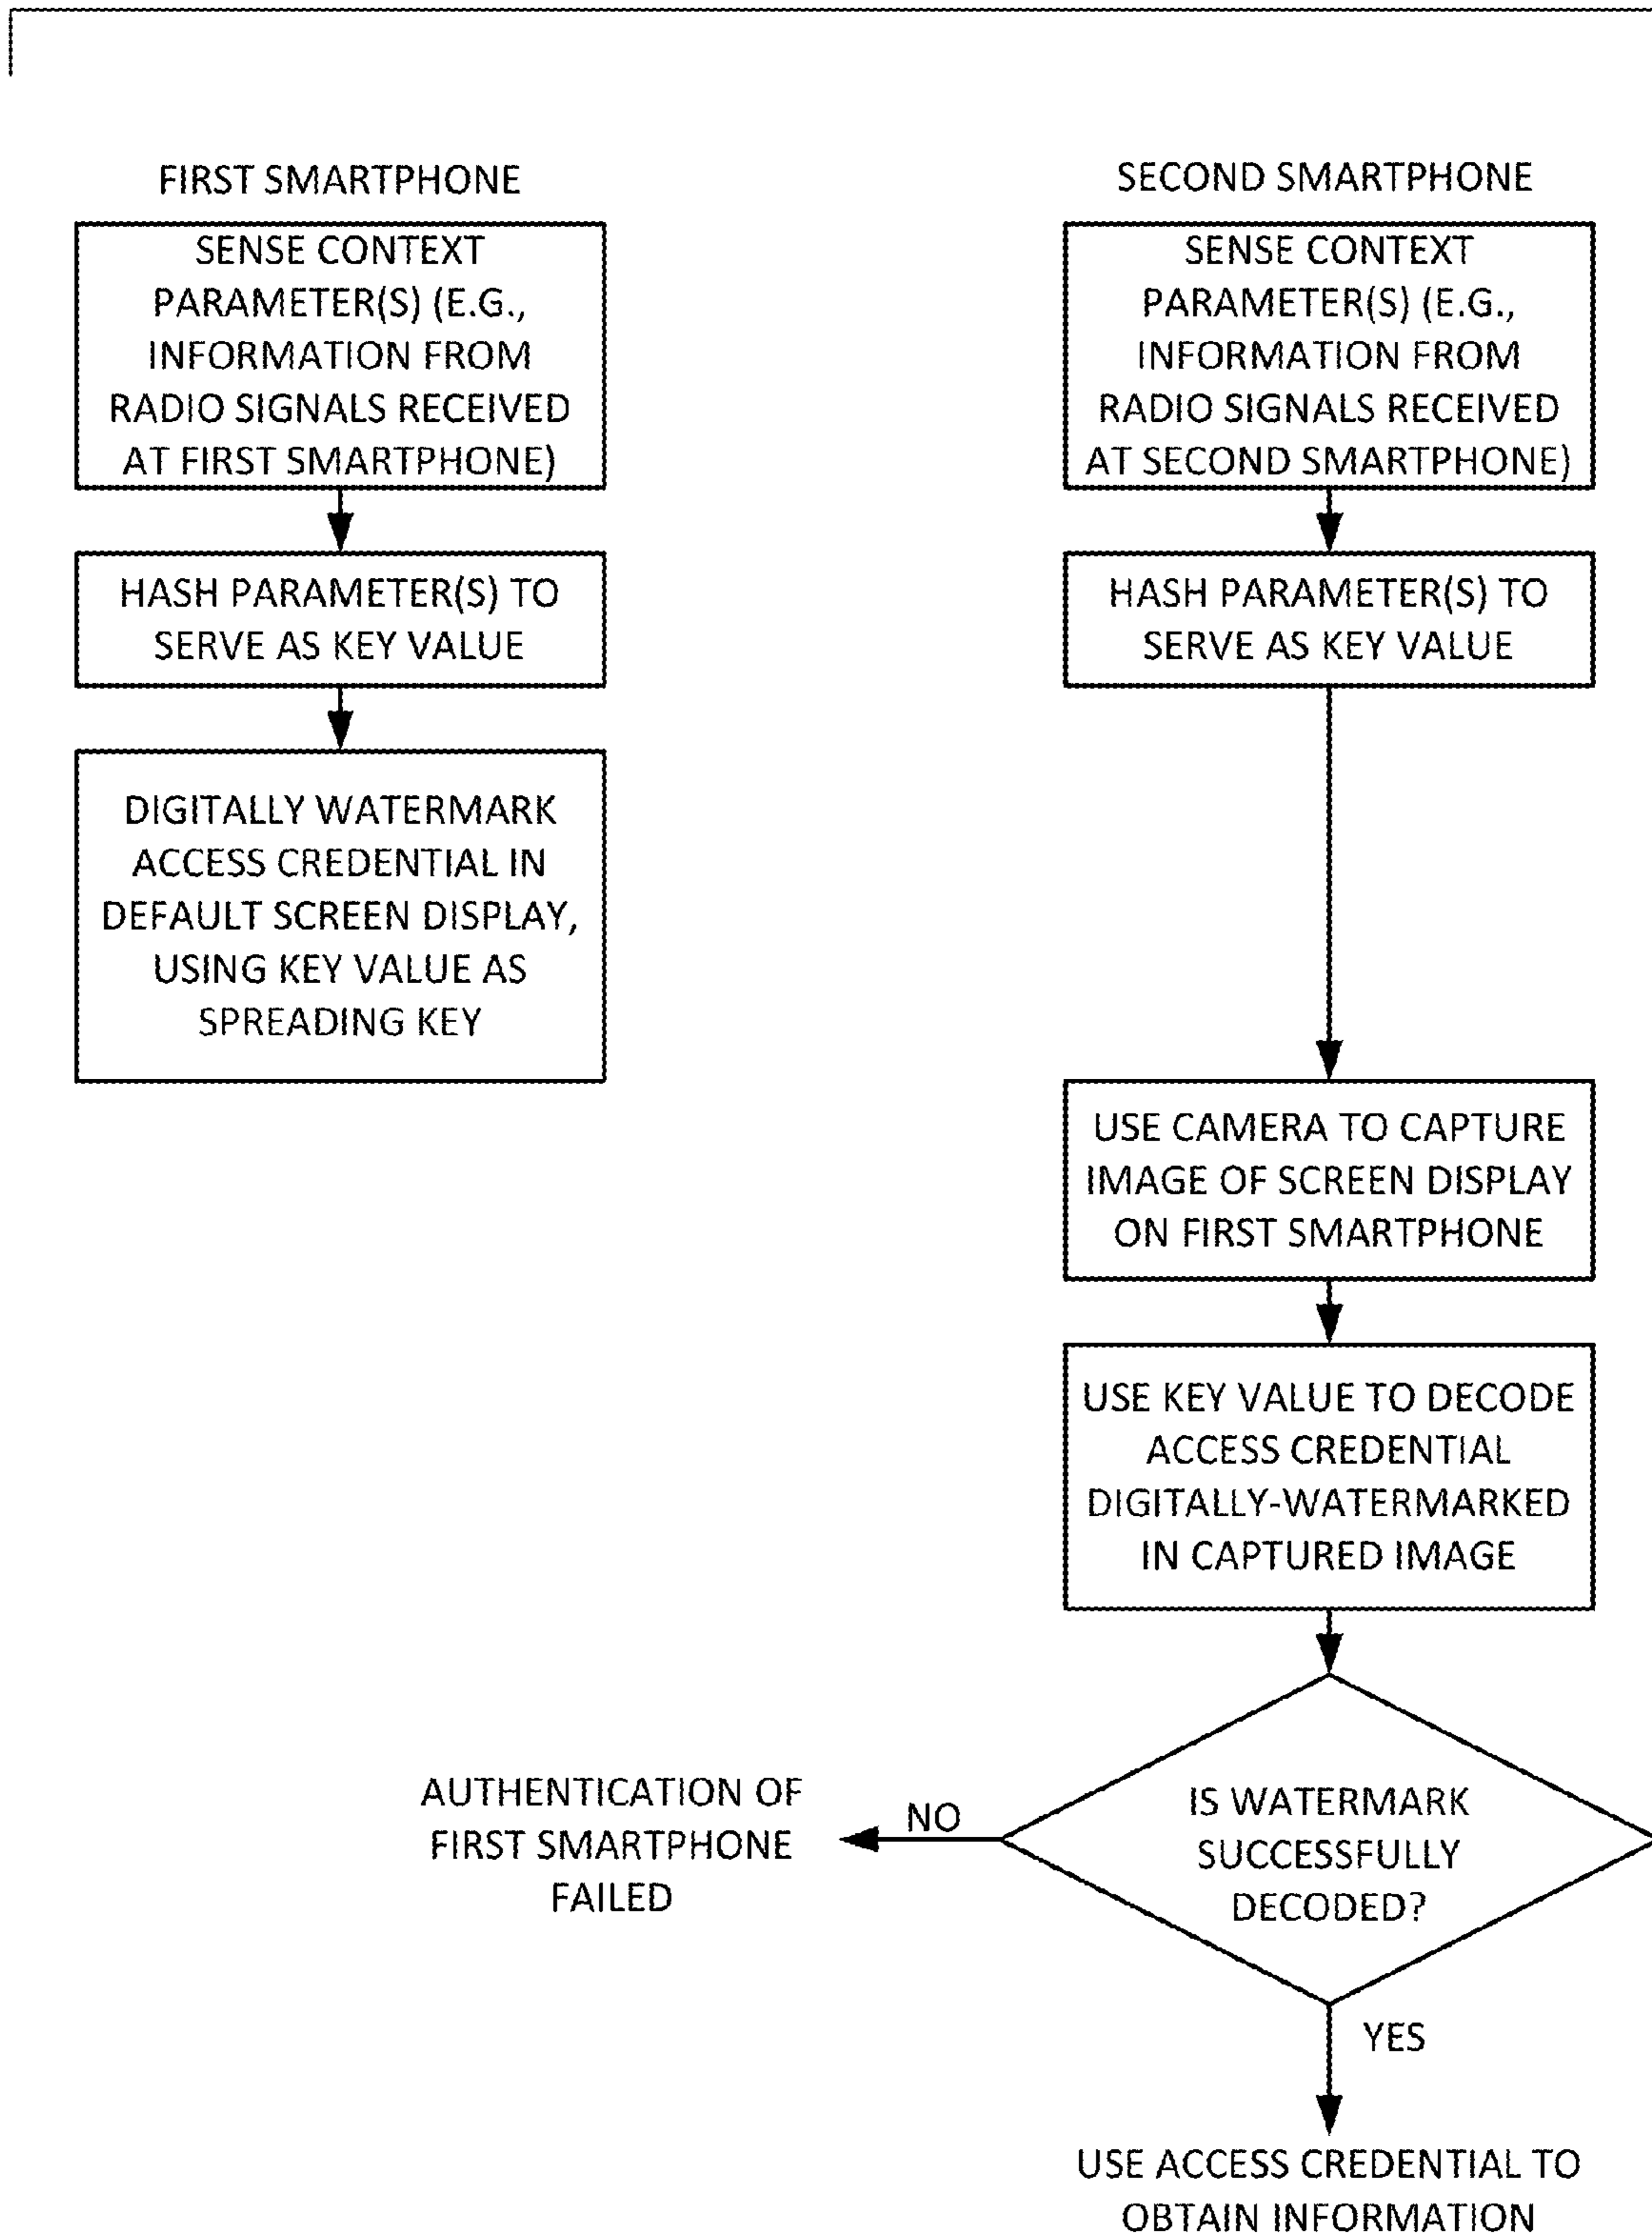 FIRST SMARTPHONE
SENSE CONTEXT
PARAMETER(S) (E.G.,
INFORMATION FROM
RADIO SIGNALS RECEIVED
AT FIRST SMARTPHONE)
HASH PARAMETER(S) TO
SERVE AS KEY VALUE
DIGITALLY WATERMARK
ACCESS CREDENTIAL IN
DEFAULT SCREEN DISPLAY,
USING KEY VALUE AS
SPREADING KEY
SECOND SMARTPHONE
SENSE CONTEXT
PARAMETER(S) (E.G.,
INFORMATION FROM
RADIO SIGNALS RECEIVED
AT SECOND SMARTPHONE)
HASH PARAMETER(S) TO
SERVE AS KEY VALUE
USE CAMERA TO CAPTURE
IMAGE OF SCREEN DISPLAY
ON FIRST SMARTPHONE
USE KEY VALUE TO DECODE
ACCESS CREDENTIAL
DIGITALLY-WATERMARKED
IN CAPTURED IMAGE
IS WATERMARK
SUCCESSFULLY
DECODED?
NO
AUTHENTICATION OF
FIRST SMARTPHONE
FAILED
YES
USE ACCESS CREDENTIAL TO
OBTAIN INFORMATION